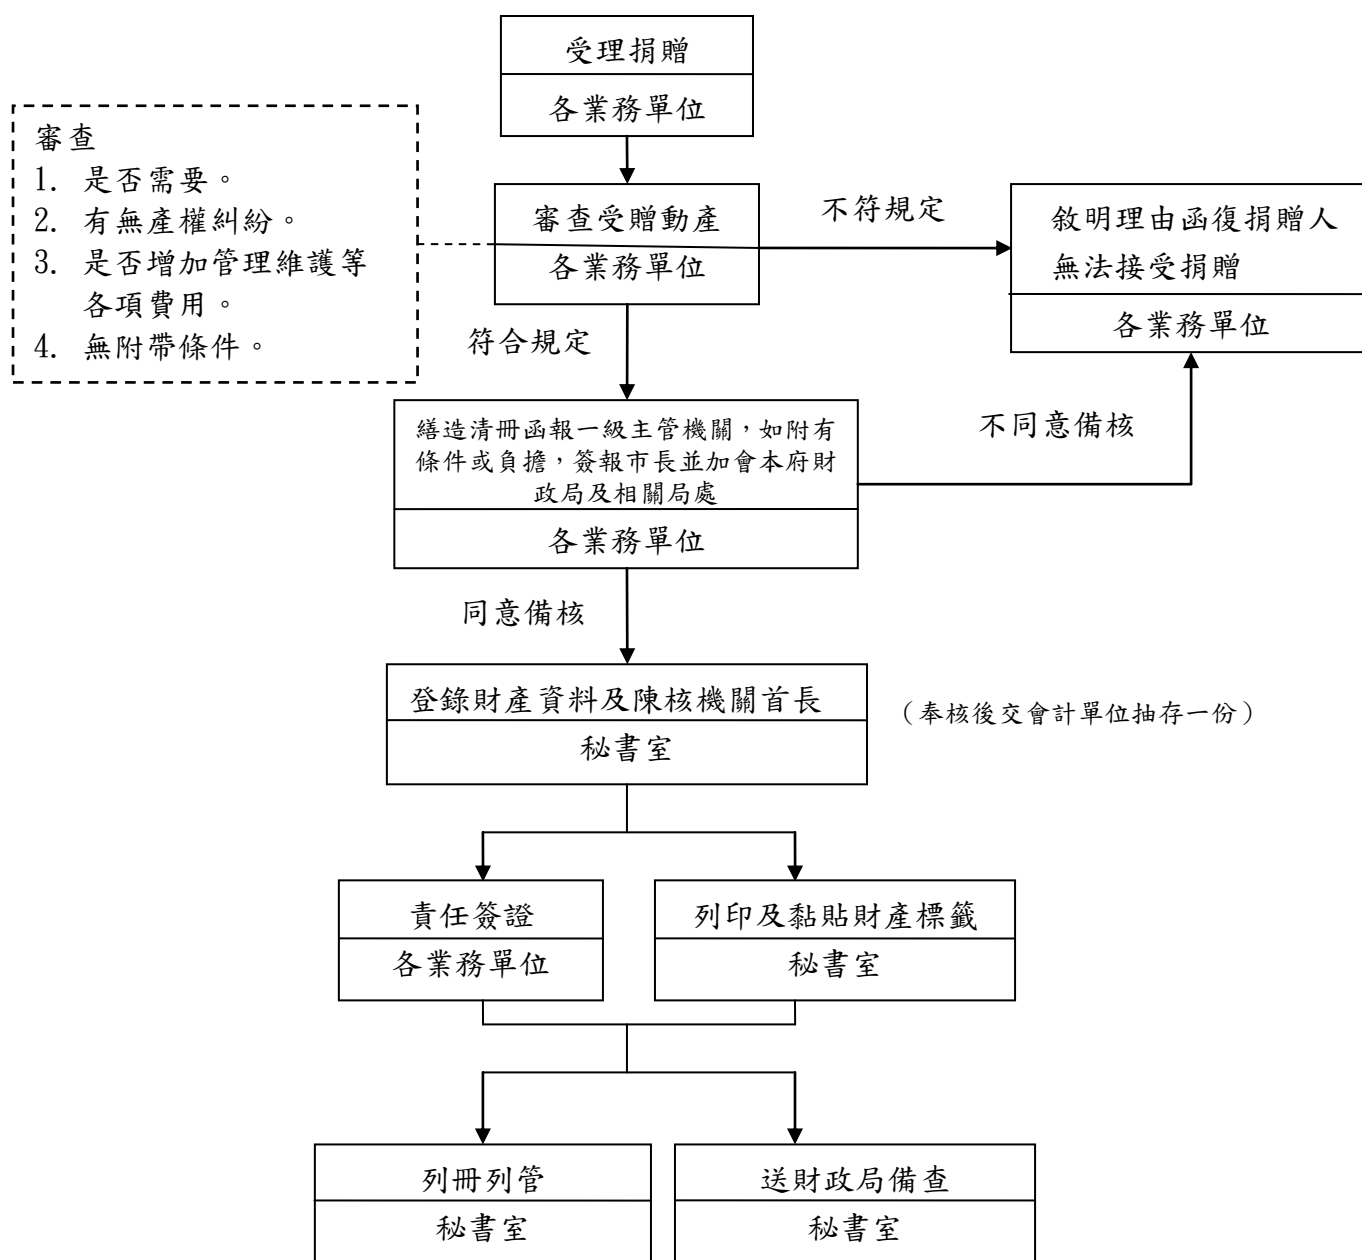 受理捐贈
各業務單位
審查
1. 是否需要。
2. 有無產權糾紛。
3. 是否增加管理維護等
各項費用。
4. 無附帶條件。
審查受贈動產
各業務單位
不符規定
敘明理由函復捐贈人
無法接受捐贈
各業務單位
符合規定
繕造清冊函報一級主管機關，如附有
條件或負擔，簽報市長並加會本府財
政局及相關局處
各業務單位
不同意備核
同意備核
登錄財產資料及陳核機關首長
秘書室
（奉核後交會計單位抽存一份）
責任簽證
各業務單位
列印及黏貼財產標籤
秘書室
列冊列管
秘書室
送財政局備查
秘書室